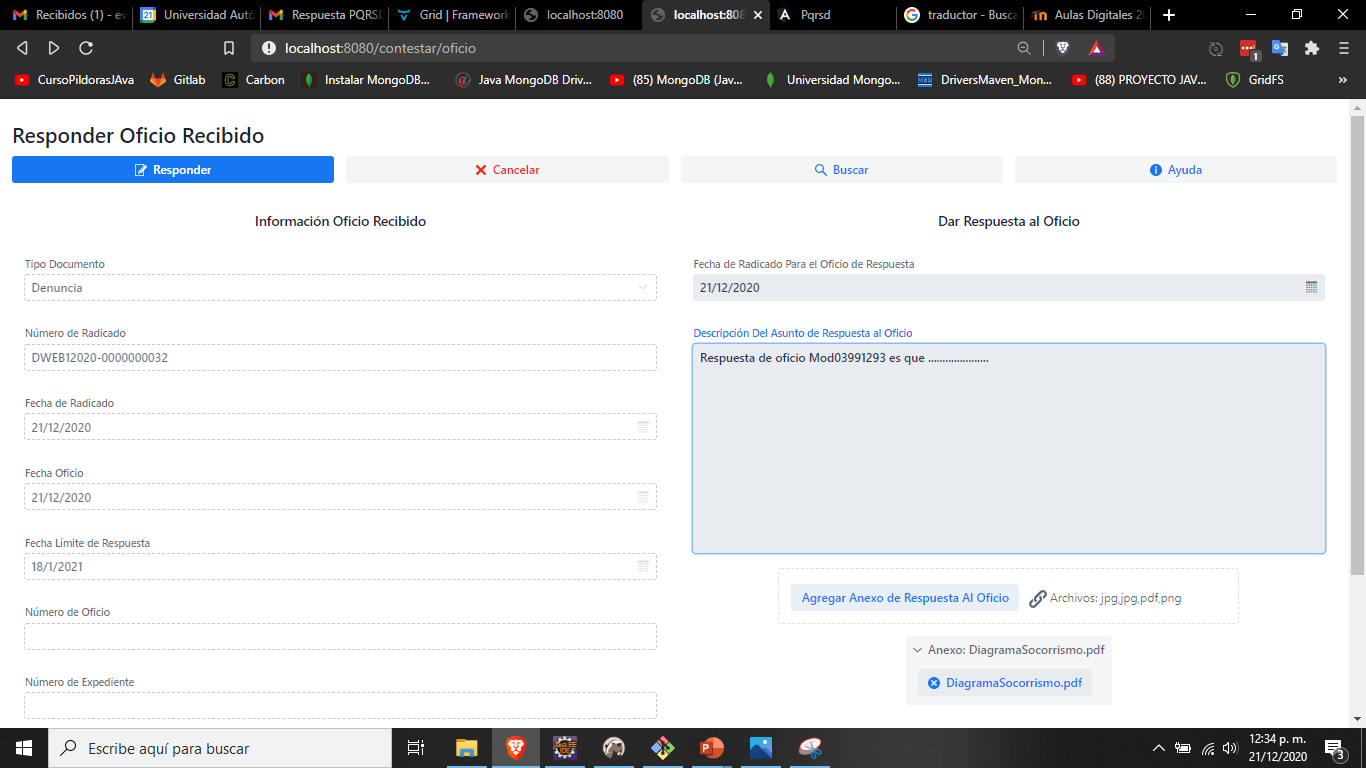 Recibidos (1) - ev
21
Universidad Autó
Respuesta PQRSD
Grid | Framework
localhost:8080
localhost:808
Pqrsd
traductor - Busca
Aulas Digitales 20
localhost:8080/contestar/oficio
1
CursoPildorasJAva
Gitlab
Carbon
Instalar MongoDB...
Java MongoDB Driv...
(85) MongoDB (Jav...
Universidad Mongo...
DriversMaven_Mon...
(88) PROYECTO JAV...
GridFS
»
Responder Oficio Recibido
Responder
Cancelar
Buscar
Ayuda
Información Oficio Recibido
Tipo Documento
Denuncia
Número de Radicado
DWEB12020-0000000032
Fecha de Radicado
21/12/2020
Fecha Oficio
21/12/2020
Fecha Límite de Respuesta
18/1/2021
Número de Oficio
Número de Expediente
Dar Respuesta al Oficio
Fecha de Radicado Para el Oficio de Respuesta
21/12/2020
Descripción Del Asunto de Respuesta al Oficio
Respuesta de oficio Mod03991293 es que .....................
Agregar Anexo de Respuesta Al Oficio
Archivos: jpg,jpg,pdf,png
Anexo: DiagramaSocorrismo.pdf
DiagramaSocorrismo.pdf
Escribe aquí para buscar
12:34 p. m.
21/12/2020
3